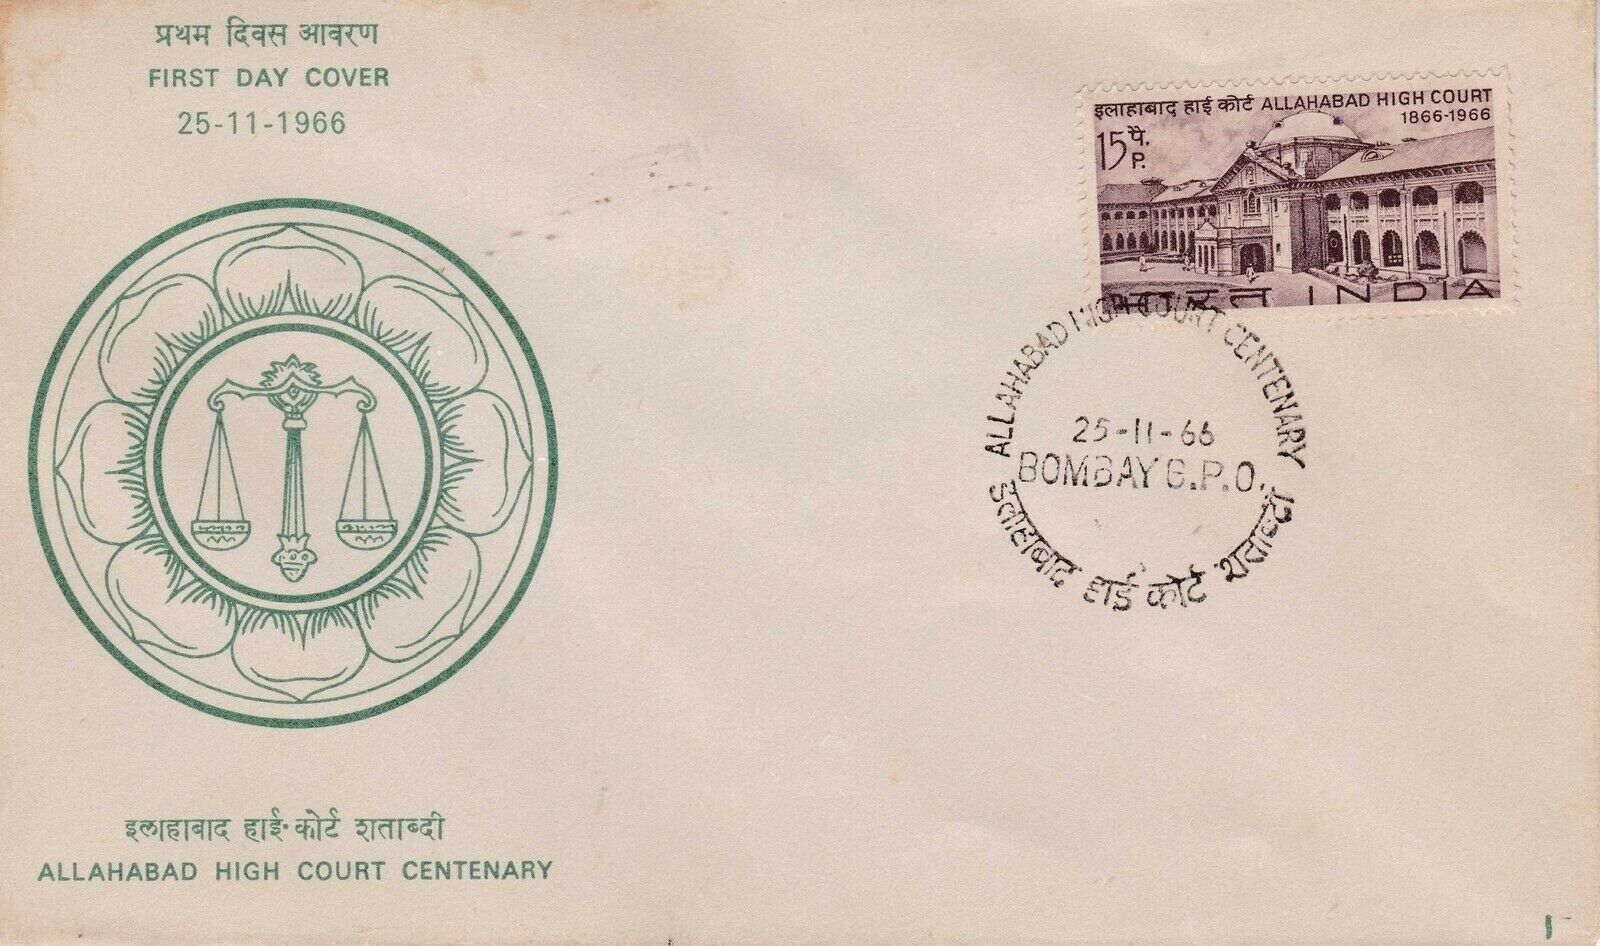 प्रथम दिवस आवरण
FIRST DAY COVER
25-11-1966
इलाहाबाद हाई कोर्ट ALLAHABAD HIGH COURT
1866-1966
15 पै.
P.
भारत INDIA
ALLAHABAD HIGH COURT CENTENARY
25-11-66
BOMBAY G.P.O.
इलाहाबाद हाई कोर्ट शताब्दी
इलाहाबाद हाई·कोर्ट शताब्दी
ALLAHABAD HIGH COURT CENTENARY